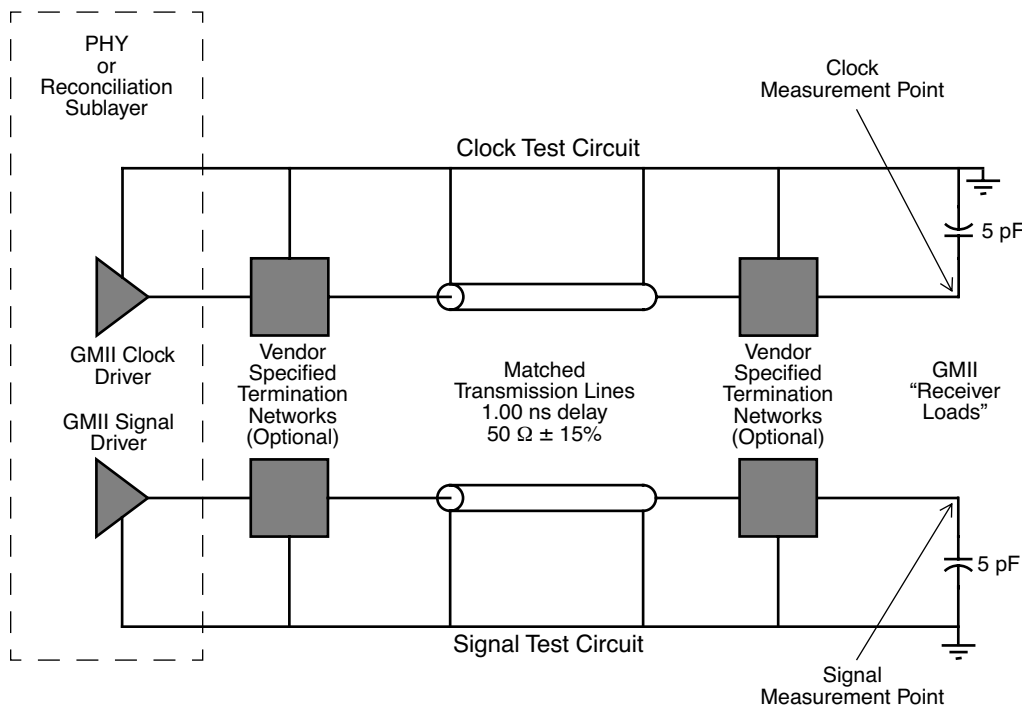 PHY
or
Reconciliation
Sublayer
Clock
Measurement Point
Clock Test Circuit
5 pF
GMII Clock
Driver
Vendor
Specified
Termination
Networks
(Optional)
Matched
Transmission Lines
1.00 ns delay
50 Ω ± 15%
Vendor
Specified
Termination
Networks
(Optional)
GMII
“Receiver
Loads”
GMII Signal
Driver
5 pF
Signal Test Circuit
Signal
Measurement Point